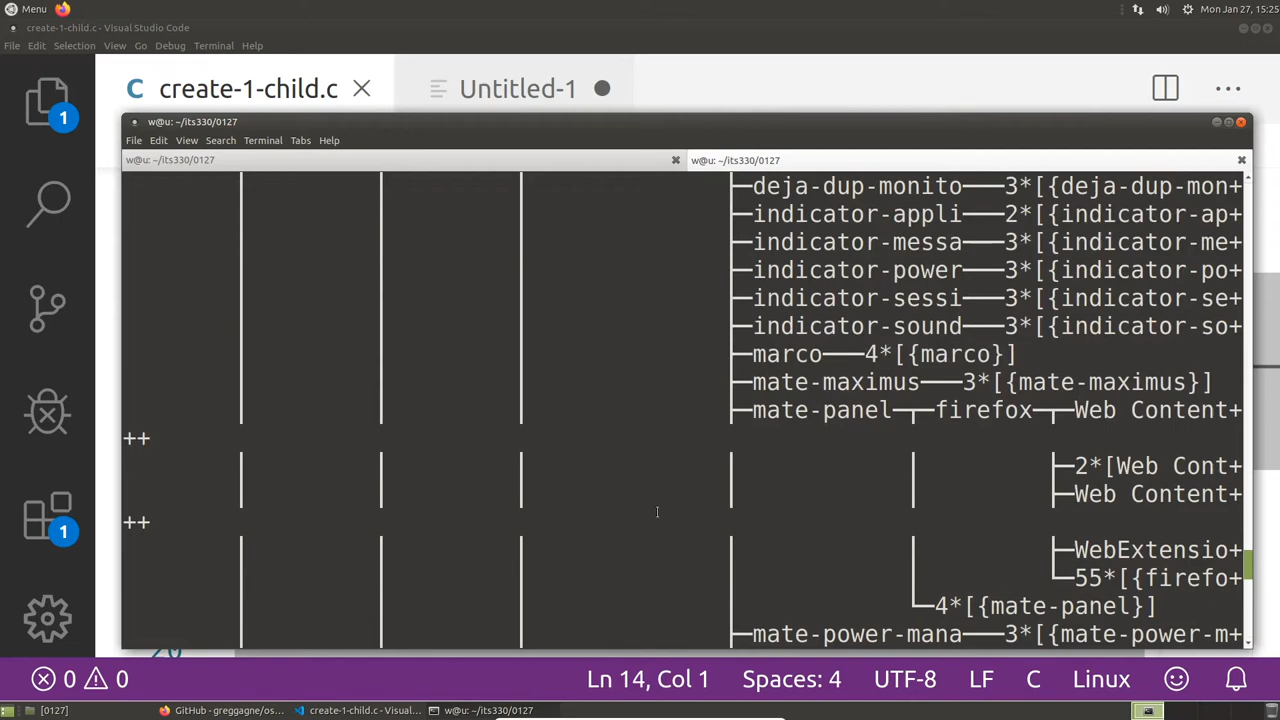 Menu
Mon Jan 27, 15:25
create-1-child.c - Visual Studio Code
File Edit Selection View Go Debug Terminal Help
create-1-child.c
Untitled-1
1
w@u: ~/its330/0127
File Edit View Search Terminal Tabs Help
w@u: ~/its330/0127
w@u: ~/its330/0127
├─deja-dup-monito───3*[{deja-dup-mon+
├─indicator-appli───2*[{indicator-ap+
├─indicator-messa───3*[{indicator-me+
├─indicator-power───3*[{indicator-po+
├─indicator-sessi───3*[{indicator-se+
├─indicator-sound───3*[{indicator-so+
├─marco───4*[{marco}]
├─mate-maximus───3*[{mate-maximus}]
├─mate-panel─┬─firefox─┬─Web Content+
++
├─2*[Web Cont+
├─Web Content+
++
├─WebExtensio+
└─55*[{firefo+
└─4*[{mate-panel}]
├─mate-power-mana───3*[{mate-power-m+
1
20
0 0
Ln 14, Col 1
Spaces: 4
UTF-8
LF
C
Linux
[0127]
GitHub - greggagne/os...
create-1-child.c - Visual...
w@u: ~/its330/0127